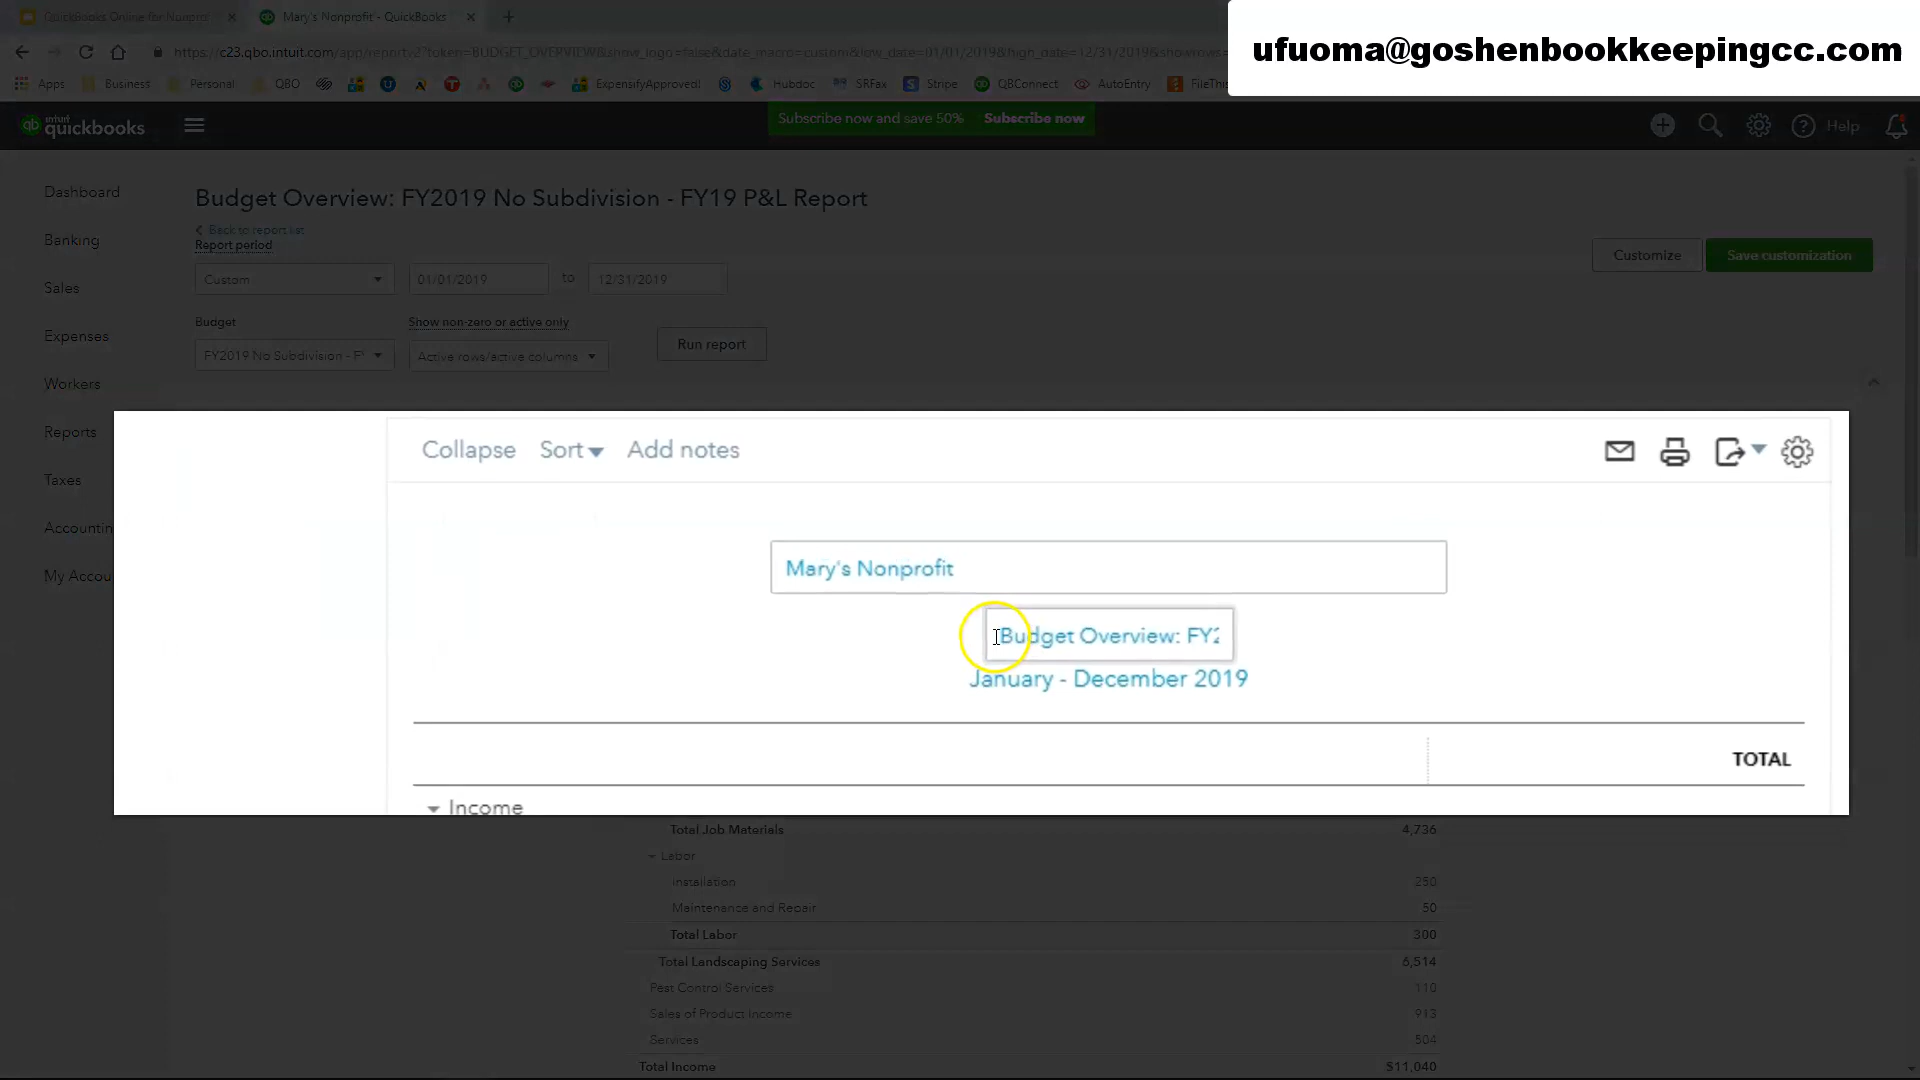 QuickBooks Online for Nonpro
Mary's Nonprofit - QuickBooks
ufuoma@goshenbookkeepingcc.com
https://c23.qbo.intuit.com/app/reportv2?token=BUDGET_OVERVIEW&show_logo=false&date_macro=custom&low_date=01/01/2019&high_date=12/31/2019&showrows=
Apps Business Personal QBO ExpensifyApproved! Hubdoc SRFax Stripe QBConnect AutoEntry FileThis
intuit
quickbooks
Subscribe now and save 50% Subscribe now
Help
Dashboard
Banking
Sales
Expenses
Workers
Reports
Taxes
Accountin
My Accou
Budget Overview: FY2019 No Subdivision - FY19 P&L Report
Back to report list
Report period
Custom 01/01/2019 to 12/31/2019
Customize Save customization
Budget Show non-zero or active only
FY2019 No Subdivision - FY Active rows/active columns Run report
Collapse Sort Add notes
Mary's Nonprofit
Budget Overview: FY2
January - December 2019
TOTAL
Income
Total Job Materials 4,736
Labor
Installation 250
Maintenance and Repair 50
Total Labor 300
Total Landscaping Services 6,514
Pest Control Services 110
Sales of Product Income 913
Services 504
Total Income $11,040